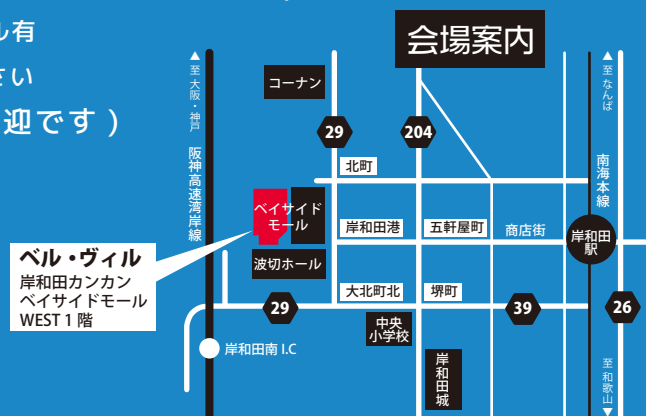 ル有
さい
迎です )
会場案内
▲至 大阪・神戸
阪神高速湾岸線
コーナン
29
204
北町
▲至 なんば
南海本線
ベイサイド
モール
岸和田港
五軒屋町
商店街
岸和田
駅
ベル・ヴィル
岸和田カンカン
ベイサイドモール
WEST 1 階
波切ホール
大北町北
堺町
29
39
26
中央
小学校
岸和田南 I.C
岸和田城
至 和歌山▼